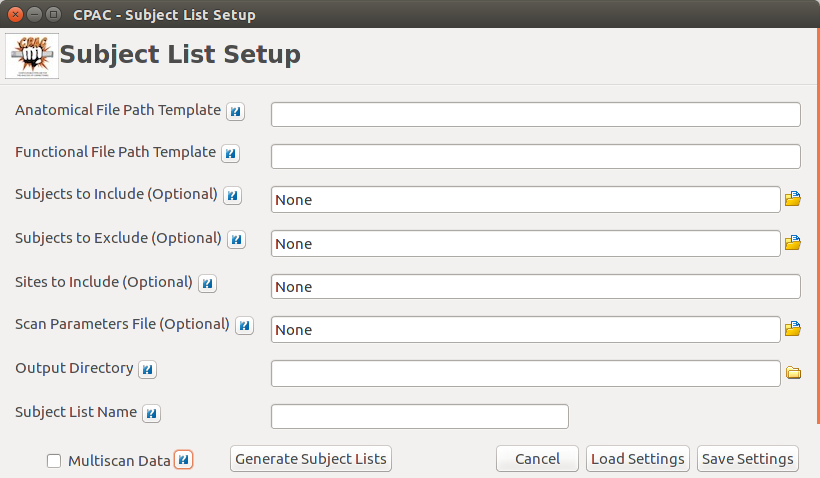 CPAC - Subject List Setup
CPAC
Subject List Setup
Anatomical File Path Template ?
Functional File Path Template ?
Subjects to Include (Optional) ? None
Subjects to Exclude (Optional) ? None
Sites to Include (Optional) ? None
Scan Parameters File (Optional) ? None
Output Directory ?
Subject List Name ?
Multiscan Data ? Generate Subject Lists Cancel Load Settings Save Settings